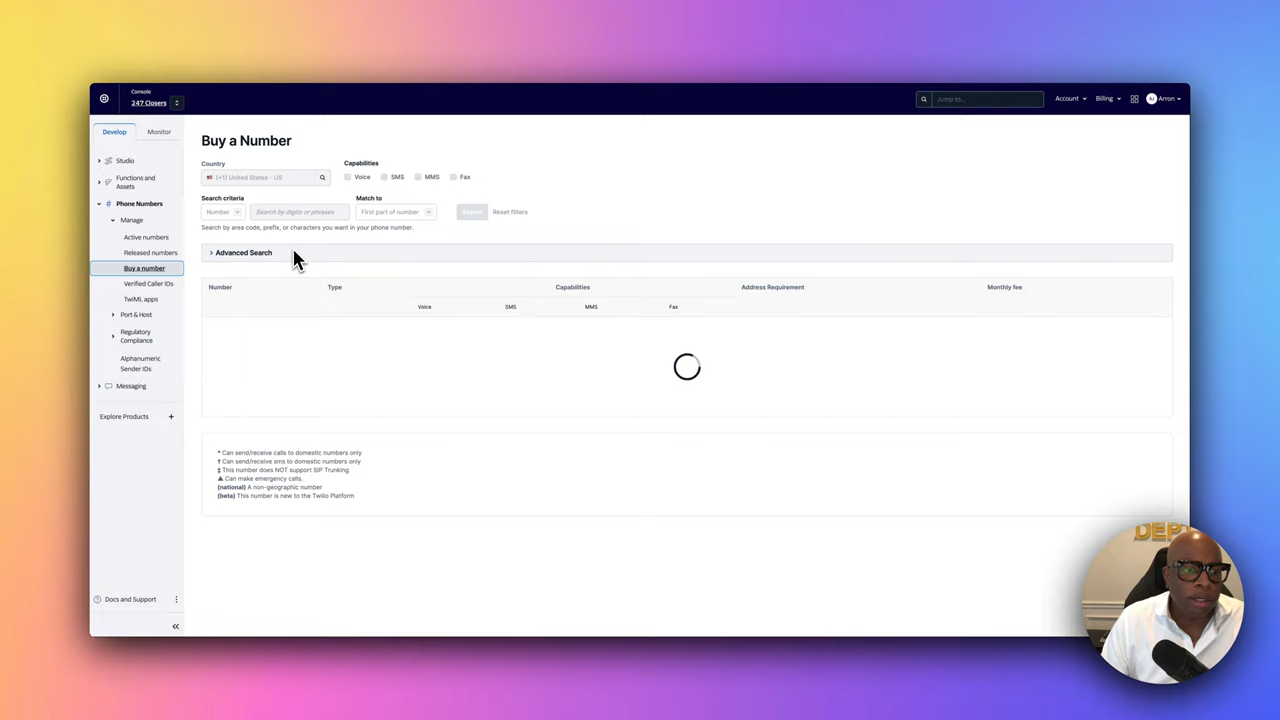 Console
247 Closers
Jump to...
Account
Billing
AJ
Arron
Develop
Monitor
Studio
Functions and
Assets
Phone Numbers
Manage
Active numbers
Released numbers
Buy a number
Verified Caller IDs
TwiML apps
Port & Host
Regulatory
Compliance
Alphanumeric
Sender IDs
Messaging
Explore Products +
Docs and Support
Buy a Number
Country
Capabilities
(+1) United States - US
Voice
SMS
MMS
Fax
Search criteria
Match to
Number
Search by digits or phrases
First part of number
Search
Reset filters
Search by area code, prefix, or characters you want in your phone number.
Advanced Search
Number
Type
Capabilities
Address Requirement
Monthly fee
Voice
SMS
MMS
Fax
* Can send/receive calls to domestic numbers only
† Can send/receive sms to domestic numbers only
‡ This number does NOT support SIP Trunking
▲ Can make emergency calls.
(national) A non-geographic number
(beta) This number is new to the Twilio Platform
DEPT